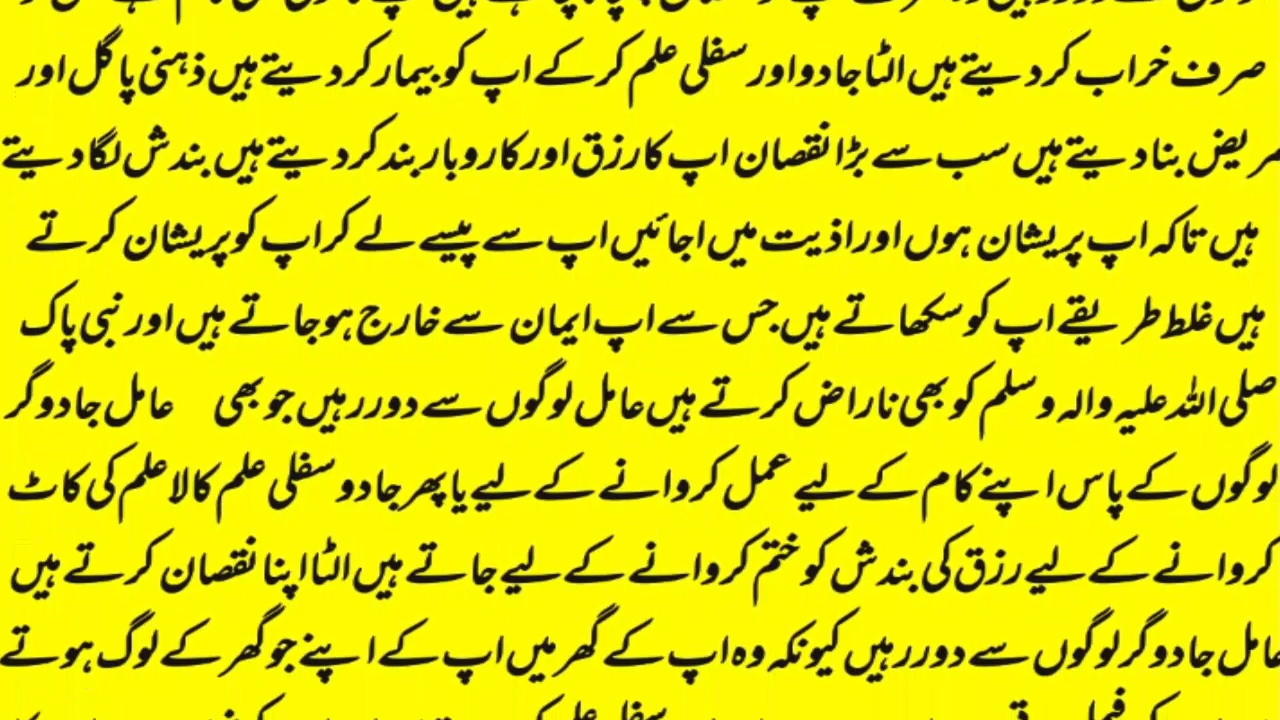 صرف خراب کر دیتے ہیں الٹا جادو اور سفلی علم کر کے اپ کو بیمار کر دیتے ہیں ذہنی پاگل اور
مریض بنا دیتے ہیں سب سے بڑا نقصان اپ کا رزق اور کاروبار بند کر دیتے ہیں بندش لگا دیتے
ہیں تاکہ اپ پریشان ہوں اور اذیت میں اجائیں اپ سے پیسے لے کر اپ کو پریشان کرتے
ہیں غلط طریقے اپ کو سکھاتے ہیں جس سے اپ ایمان سے خارج ہو جاتے ہیں اور نبی پاک
صلی اللہ علیہ والہ وسلم کو بھی ناراض کرتے ہیں عامل لوگوں سے دور رہیں جو بھی عامل جادوگر
لوگوں کے پاس اپنے کام کے لیے عمل کروانے کے لیے یا پھر جادو سفلی علم کالا علم کی کاٹ
کروانے کے لیے رزق کی بندش کو ختم کروانے کے لیے جاتے ہیں الٹا اپنا نقصان کرتے ہیں
عامل جادوگر لوگوں سے دور رہیں کیونکہ وہ اپ کے گھر میں اپ کے اپنے جو گھر کے لوگ ہوتے